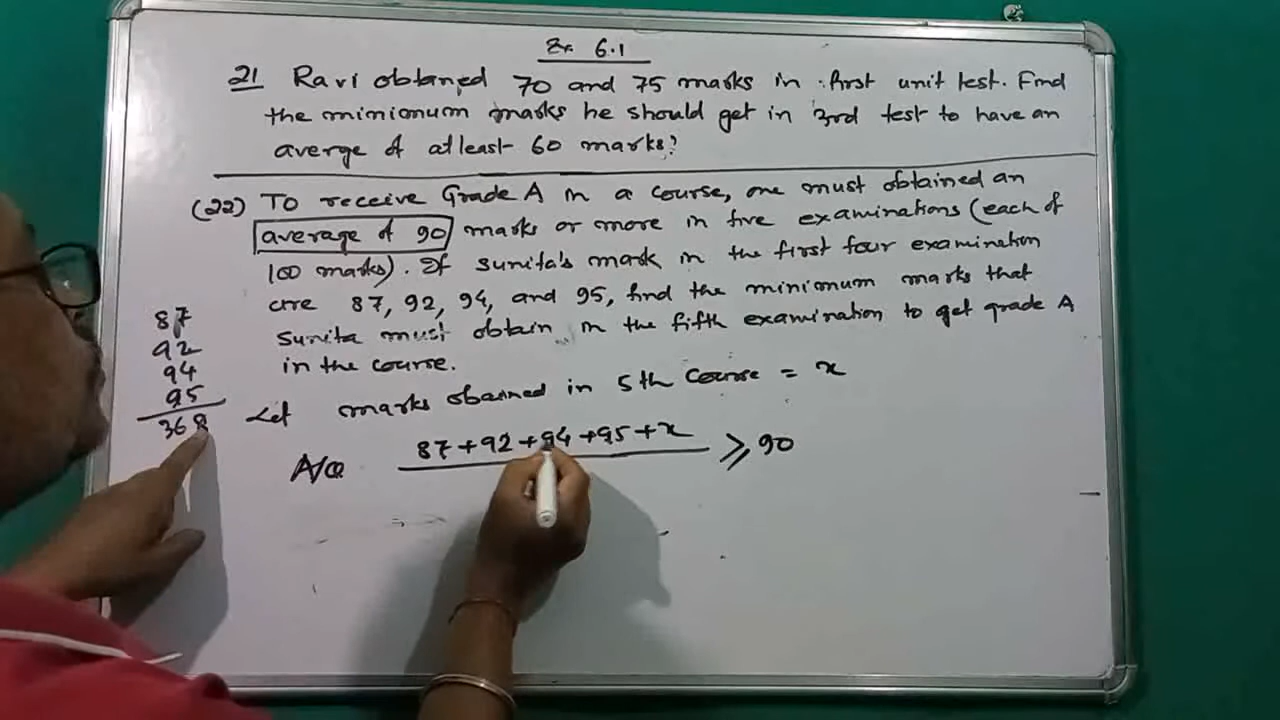 Ex 6.1
21 Ravi obtained 70 and 75 marks in first unit test. Find
the minionum marks he should get in 3rd test to have an
averge of atleast 60 marks?
(22) To receive Grade A in a course, one must obtained an
average of 90 marks or more in five examinations (each of
100 marks). If sunita's mark in the first four examination
are 87, 92, 94, and 95, find the minimum marks that
Sunita must obtain in the fifth examination to get grade A
in the course.
87
92
94
95
368
Let marks obained in 5th course = x
A/Q 87+92+94+95+x ≥ 90